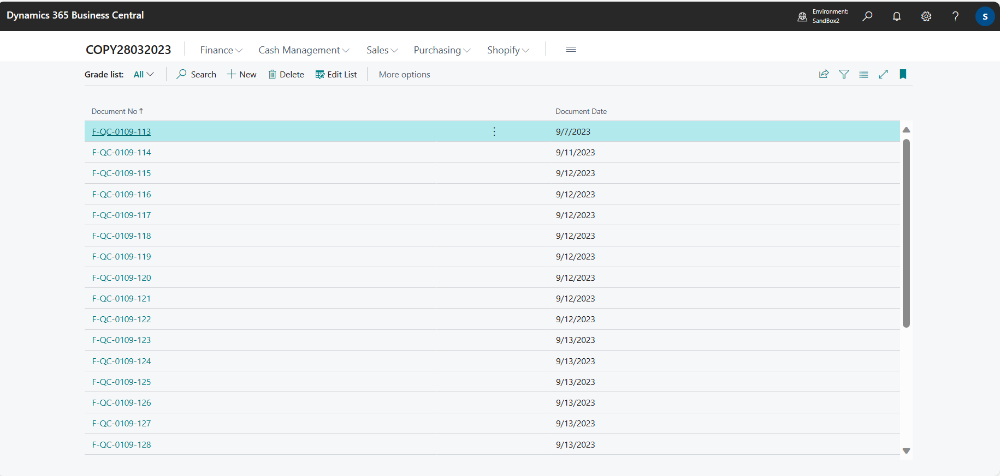 Dynamics 365 Business Central
Environment:
SandBox2
?
S
COPY28032023 Finance Cash Management Sales Purchasing Shopify
Grade list: All Search New Delete Edit List More options
Document No↑ Document Date
F-QC-0109-113 9/7/2023
F-QC-0109-114 9/11/2023
F-QC-0109-115 9/12/2023
F-QC-0109-116 9/12/2023
F-QC-0109-117 9/12/2023
F-QC-0109-118 9/12/2023
F-QC-0109-119 9/12/2023
F-QC-0109-120 9/12/2023
F-QC-0109-121 9/12/2023
F-QC-0109-122 9/12/2023
F-QC-0109-123 9/13/2023
F-QC-0109-124 9/13/2023
F-QC-0109-125 9/13/2023
F-QC-0109-126 9/13/2023
F-QC-0109-127 9/13/2023
F-QC-0109-128 9/13/2023